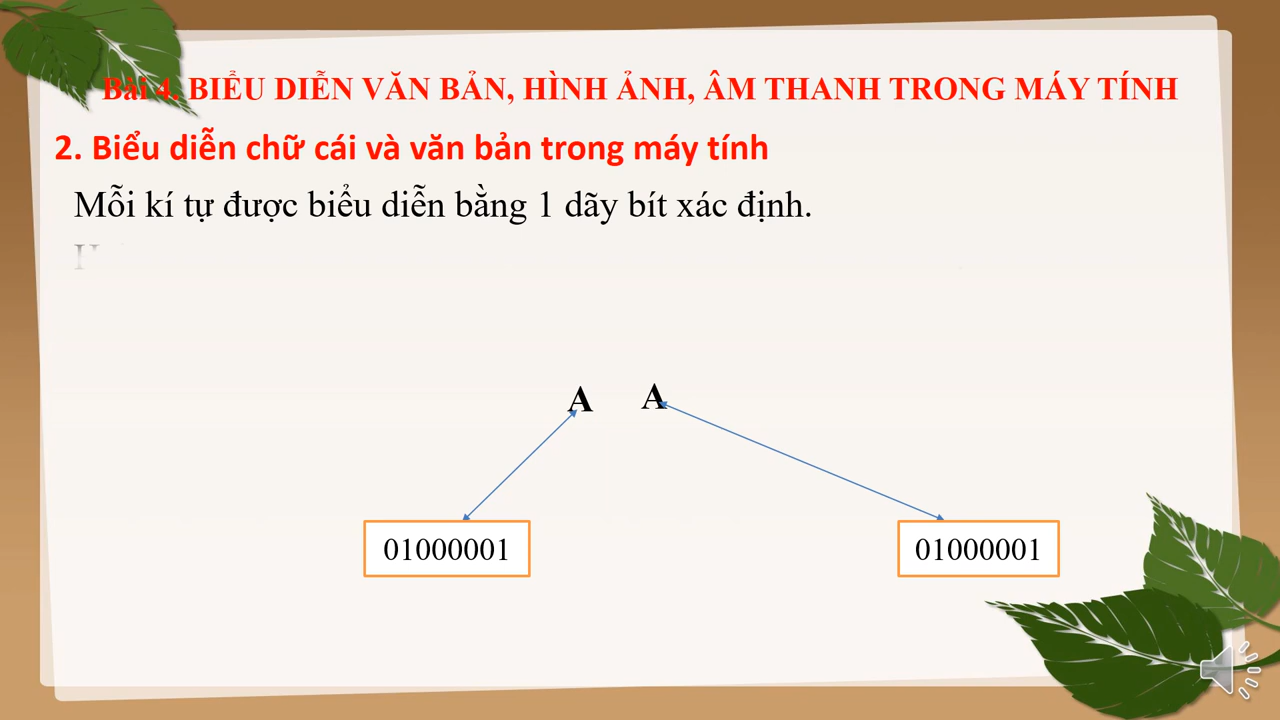 Bài 4. BIỂU DIỄN VĂN BẢN, HÌNH ẢNH, ÂM THANH TRONG MÁY TÍNH
2. Biểu diễn chữ cái và văn bản trong máy tính
Mỗi kí tự được biểu diễn bằng 1 dãy bít xác định.
A A
01000001 01000001